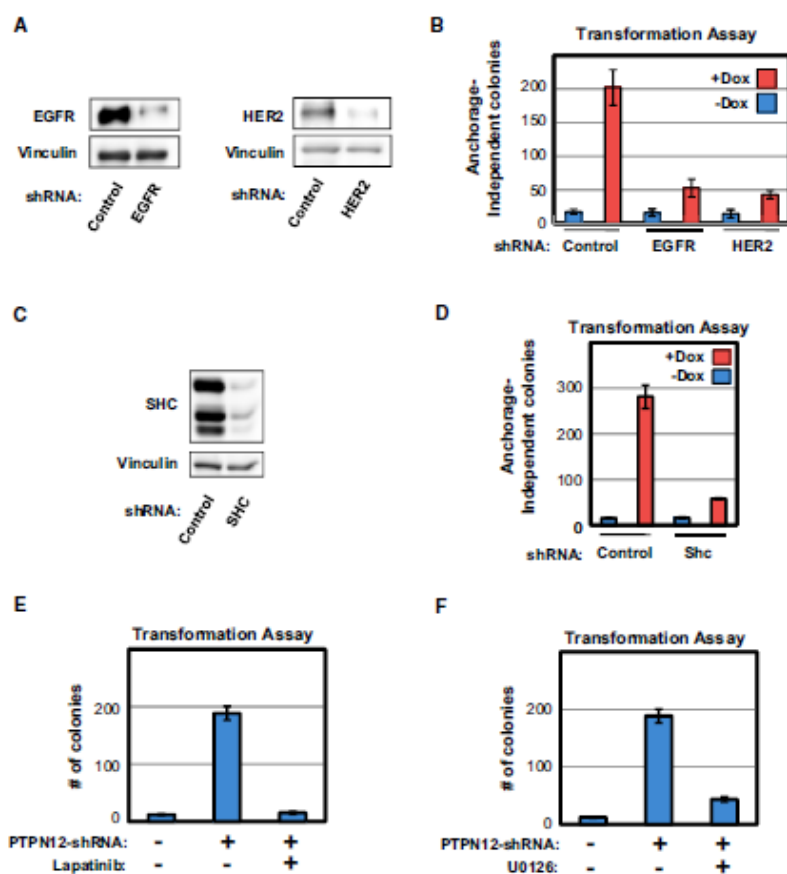 A
EGFR
Vinculin
shRNA:
Control
EGFR
HER2
Vinculin
shRNA:
Control
HER2
B
Transformation Assay
Anchorage-
Independent colonies
+Dox
-Dox
200
150
100
50
0
shRNA:
Control
EGFR
HER2
C
SHC
Vinculin
shRNA:
Control
SHC
D
Transformation Assay
Anchorage-
Independent colonies
+Dox
-Dox
300
200
100
0
shRNA:
Control
Shc
E
Transformation Assay
# of colonies
200
100
0
PTPN12-shRNA: - + +
Lapatinib: - - +
F
Transformation Assay
# of colonies
200
100
0
PTPN12-shRNA: - + +
U0126: - - +